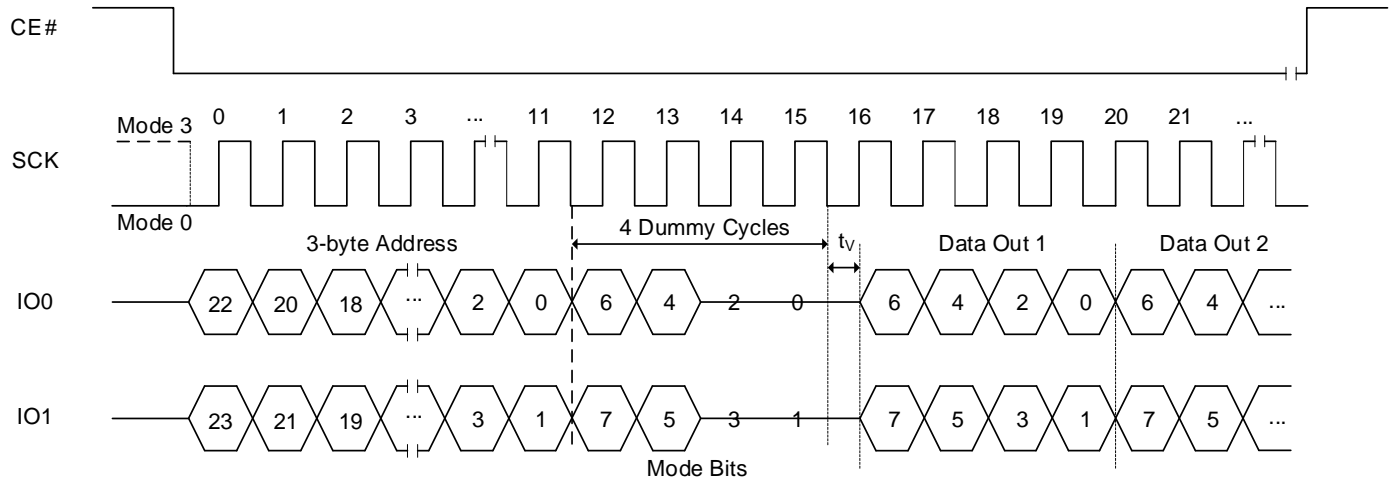 CE#
Mode 3
0 1 2 3 ... 11 12 13 14 15 16 17 18 19 20 21 ...
SCK
Mode 0
3-byte Address
4 Dummy Cycles
tV
Data Out 1
Data Out 2
IO0
22 20 18 ... 2 0 6 4 2 0 6 4 2 0 6 4 ...
IO1
23 21 19 ... 3 1 7 5 3 1 7 5 3 1 7 5 ...
Mode Bits